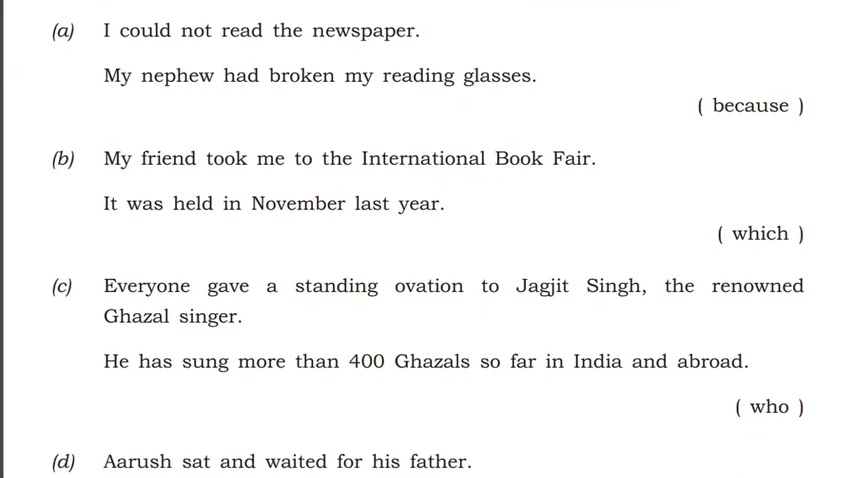 (a) I could not read the newspaper.
My nephew had broken my reading glasses.
( because )
(b) My friend took me to the International Book Fair.
It was held in November last year.
( which )
(c) Everyone gave a standing ovation to Jagjit Singh, the renowned
Ghazal singer.
He has sung more than 400 Ghazals so far in India and abroad.
( who )
(d) Aarush sat and waited for his father.